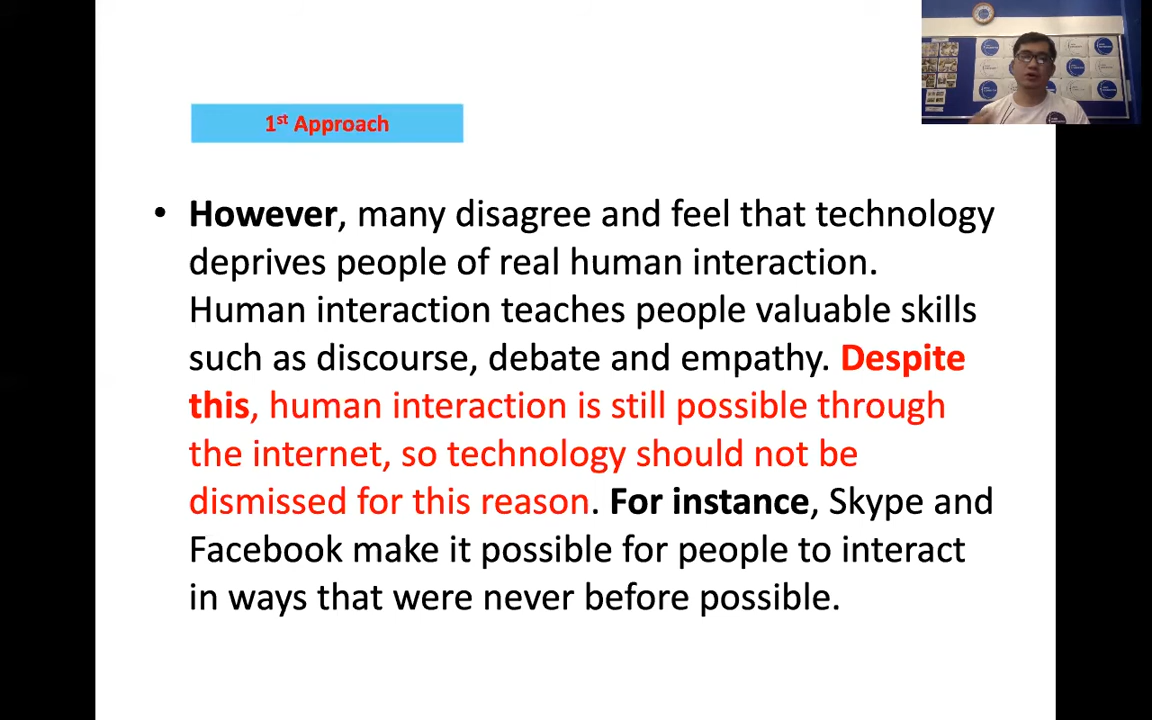 1st Approach
• However, many disagree and feel that technology
deprives people of real human interaction.
Human interaction teaches people valuable skills
such as discourse, debate and empathy. Despite
this, human interaction is still possible through
the internet, so technology should not be
dismissed for this reason. For instance, Skype and
Facebook make it possible for people to interact
in ways that were never before possible.